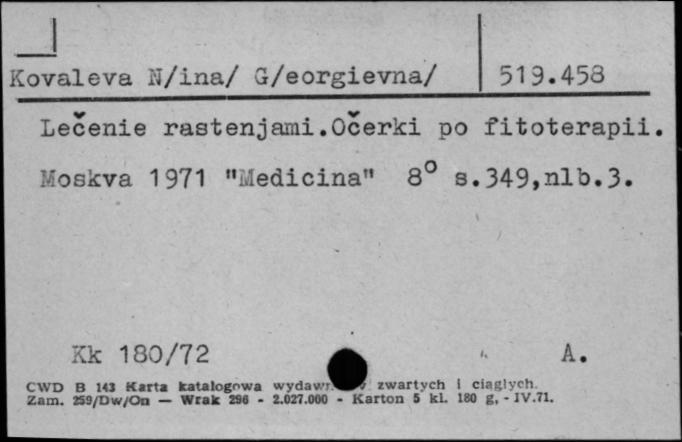 Kovaleva N/ina/ G/eorgievna/ 519.458
Lečenie rastenjami.Očerki po fitoterapii.
Moskva 1971 "Medicina" 8° s.349,nlb.3.
Kk 180/72 A.
CWD B 143 Karta katalogowa zwartych i ciągłych.
Zam. 259/Dw/On — Wrak 296 - 2.027.000 - Karton 5 kl. 180 g, - IV.71.